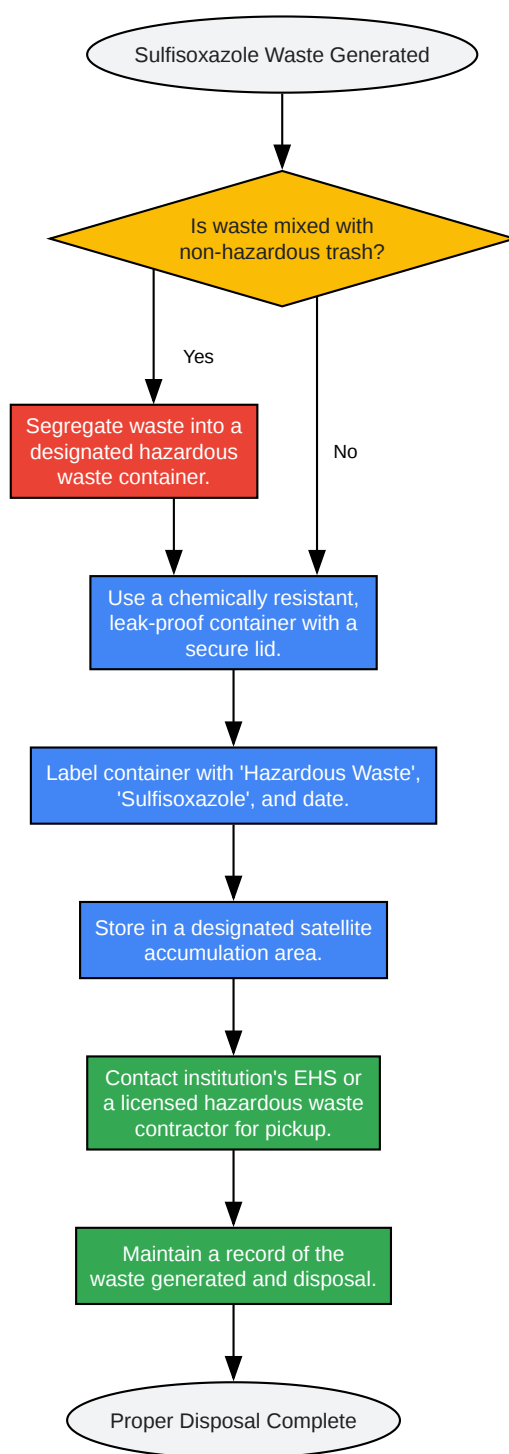 Sulfisoxazole Waste Generated
Is waste mixed with
non-hazardous trash?
Yes
Segregate waste into a
designated hazardous
waste container.
No
Use a chemically resistant,
leak-proof container with a
secure lid.
Label container with 'Hazardous Waste',
'Sulfisoxazole', and date.
Store in a designated satellite
accumulation area.
Contact institution's EHS or
a licensed hazardous waste
contractor for pickup.
Maintain a record of the
waste generated and disposal.
Proper Disposal Complete